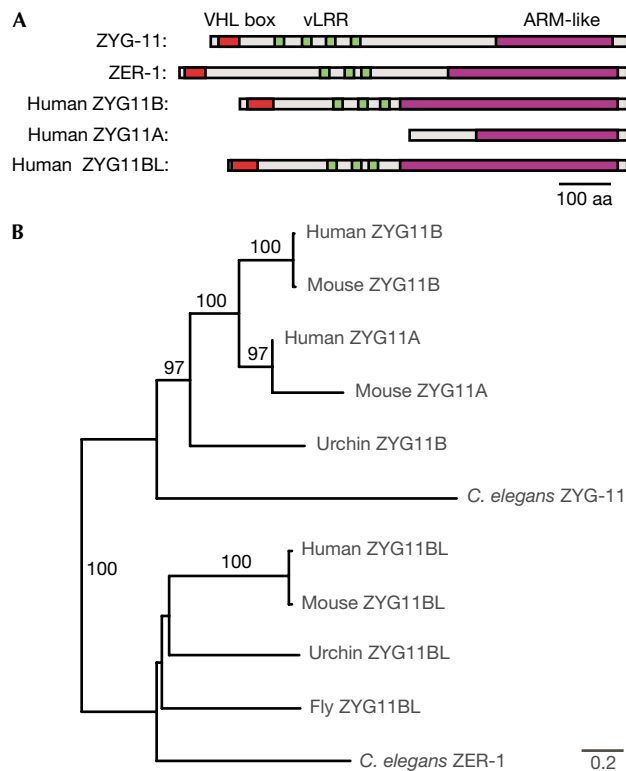 A
VHL box vLRR ARM-like
ZYG-11:
ZER-1:
Human ZYG11B:
Human ZYG11A:
Human ZYG11BL:
100 aa
B
Human ZYG11B
100
Mouse ZYG11B
100
Human ZYG11A
97
97
Mouse ZYG11A
Urchin ZYG11B
C. elegans ZYG-11
Human ZYG11BL
100
100
Mouse ZYG11BL
Urchin ZYG11BL
Fly ZYG11BL
C. elegans ZER-1
0.2